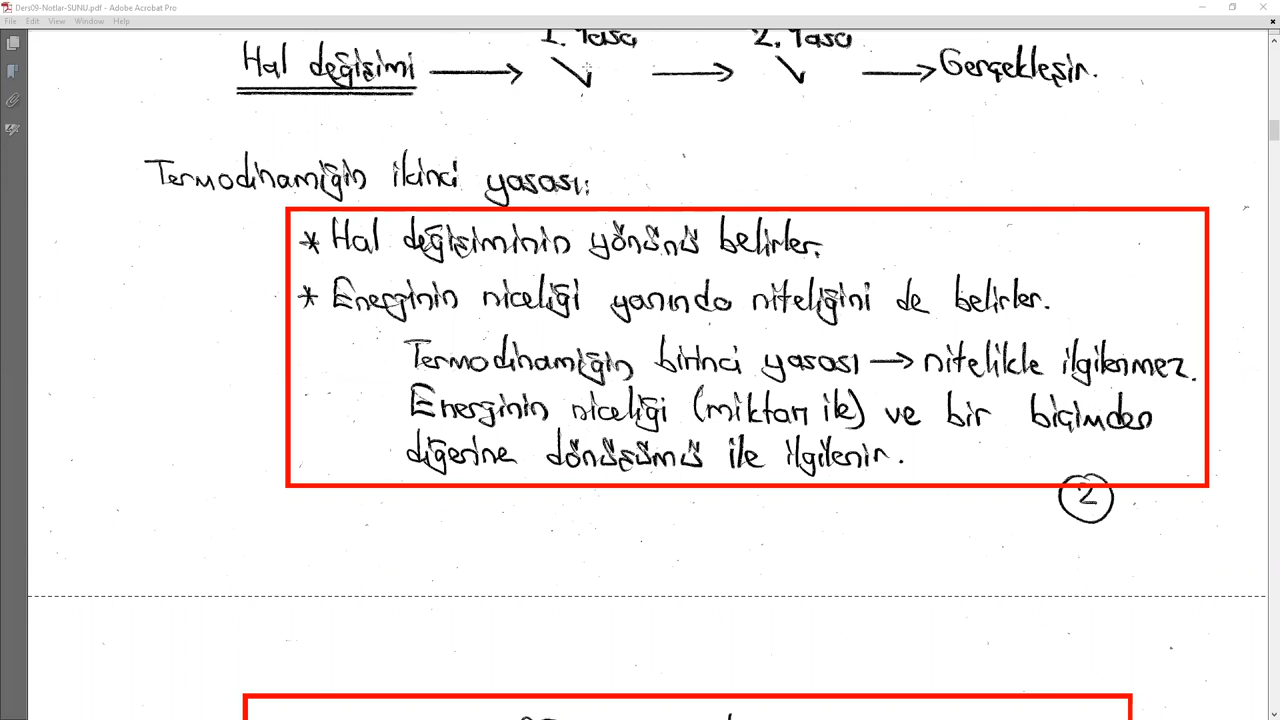 Ders09-Notlar-SUNU.pdf - Adobe Acrobat Pro
File Edit View Window Help
1. Yasa 2. Yasa
Hal değişimi → → → Gerçekleşir.
Termodinamiğin ikinci yasası:
* Hal değişiminin yönünü belirler.
* Energinin niceliği yanında niteliğini de belirler.
Termodinamiğin birinci yasası → nitelikle ilgilenmez.
Energinin niceliği (miktarı ile) ve bir biçimden
diğerine dönüşümü ile ilgilenir.
2